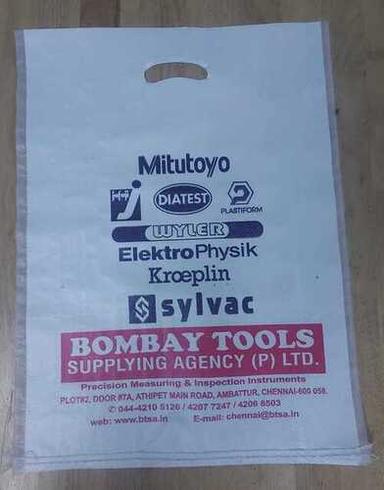 Mitutoyo
DIATEST
PLASTIFORM
WYLER
ElektroPhysik
Krœplin
S sylvac
BOMBAY TOOLS
SUPPLYING AGENCY (P) LTD.
Precision Measuring & Inspection Instruments
PLOT#2, DOOR #7A, ATHIPET MAIN ROAD, AMBATTUR, CHENNAI-600 058.
✆ 044-4210 5126 / 4207 7247 / 4206 8503
web: www.btsa.in E-mail: chennai@btsa.in